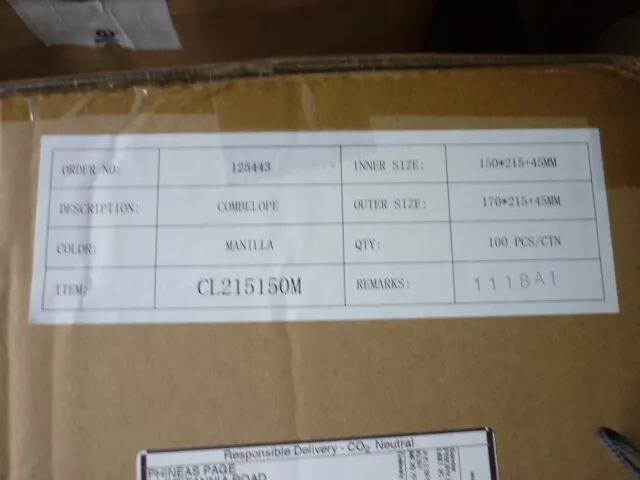 ORDER NO: 125443 INNER SIZE: 150*215+45MM
DESCRIPTION: COMBELOPE OUTER SIZE: 170*215+45MM
COLOR: MANILLA QTY: 100 PCS/CTN
ITEM: CL215150M REMARKS: 1118A1
Responsible Delivery - CO2 Neutral
PHINEAS PAGE
ROAD